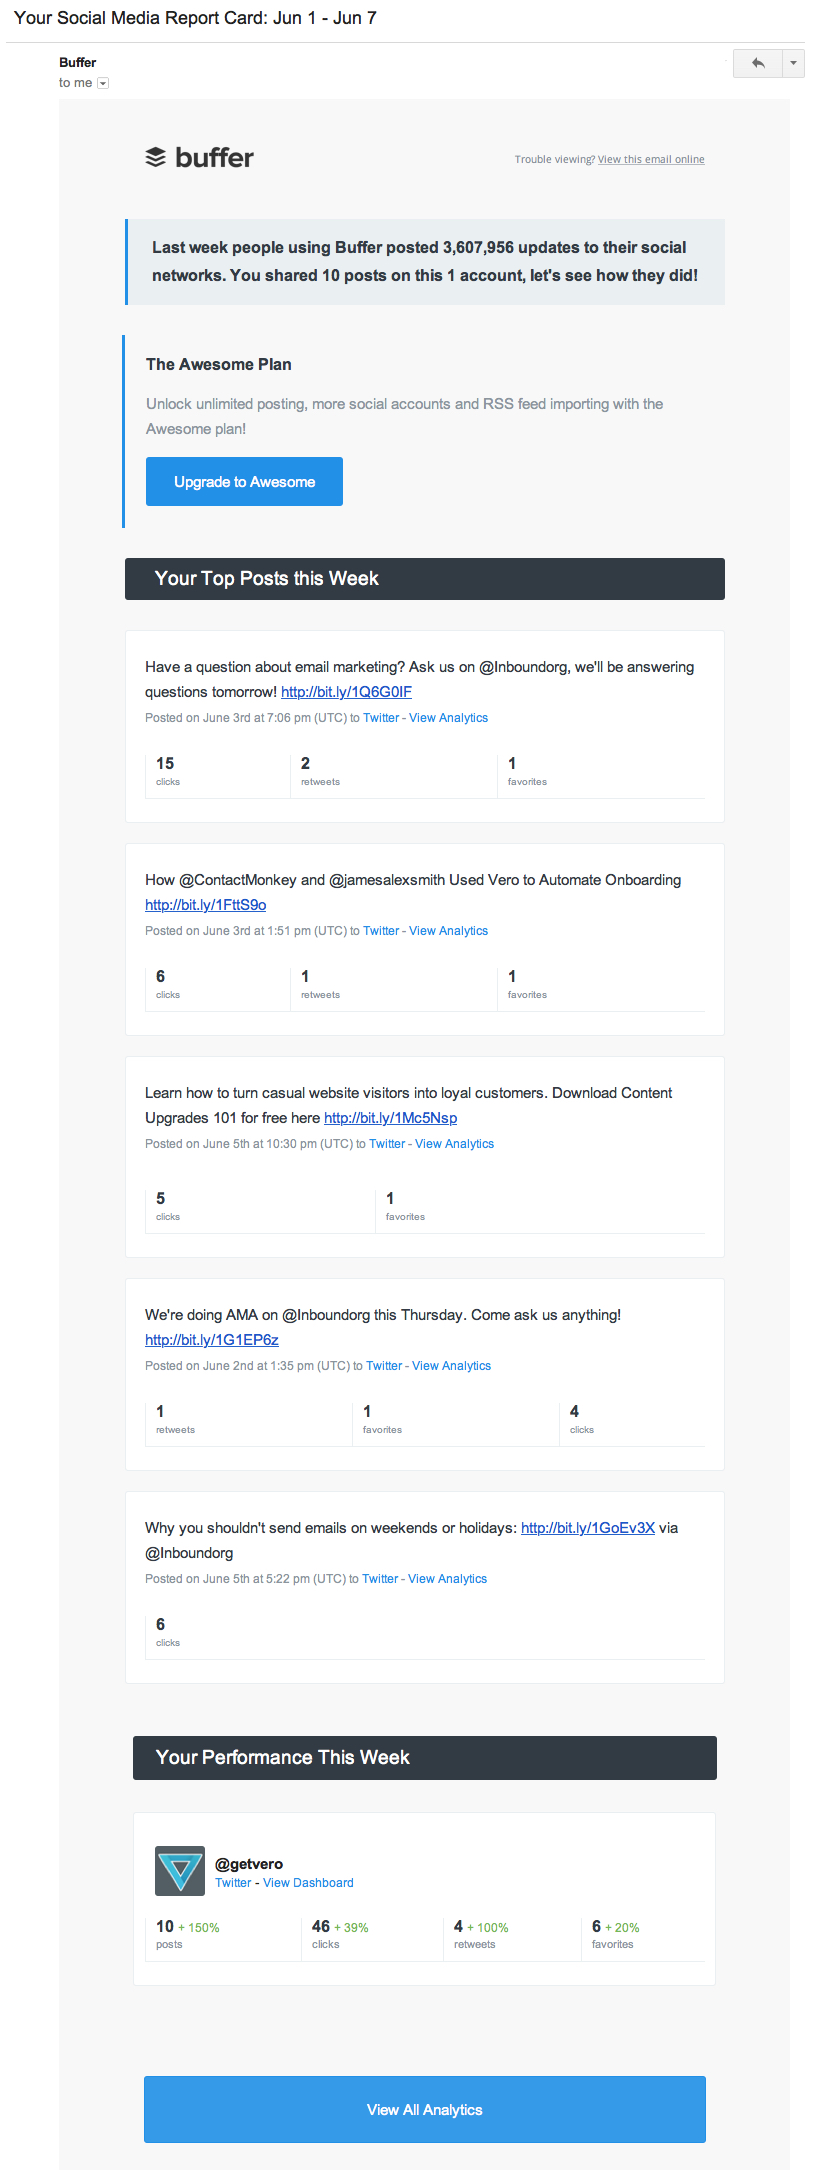 Your Social Media Report Card: Jun 1 - Jun 7
Buffer
to me
buffer
Trouble viewing? View this email online
Last week people using Buffer posted 3,607,956 updates to their social
networks. You shared 10 posts on this 1 account, let's see how they did!
The Awesome Plan
Unlock unlimited posting, more social accounts and RSS feed importing with the
Awesome plan!
Upgrade to Awesome
Your Top Posts this Week
Have a question about email marketing? Ask us on @Inboundorg, we'll be answering
questions tomorrow! http://bit.ly/1Q6G0IF
Posted on June 3rd at 7:06 pm (UTC) to Twitter - View Analytics
15 2 1
clicks retweets favorites
How @ContactMonkey and @jamesalexsmith Used Vero to Automate Onboarding
http://bit.ly/1FttS9o
Posted on June 3rd at 1:51 pm (UTC) to Twitter - View Analytics
6 1 1
clicks retweets favorites
Learn how to turn casual website visitors into loyal customers. Download Content
Upgrades 101 for free here http://bit.ly/1Mc5Nsp
Posted on June 5th at 10:30 pm (UTC) to Twitter - View Analytics
5 1
clicks favorites
We're doing AMA on @Inboundorg this Thursday. Come ask us anything!
http://bit.ly/1G1EP6z
Posted on June 2nd at 1:35 pm (UTC) to Twitter - View Analytics
1 1 4
retweets favorites clicks
Why you shouldn't send emails on weekends or holidays: http://bit.ly/1GoEv3X via
@Inboundorg
Posted on June 5th at 5:22 pm (UTC) to Twitter - View Analytics
6
clicks
Your Performance This Week
@getvero
Twitter - View Dashboard
10 + 150% 46 + 39% 4 + 100% 6 + 20%
posts clicks retweets favorites
View All Analytics